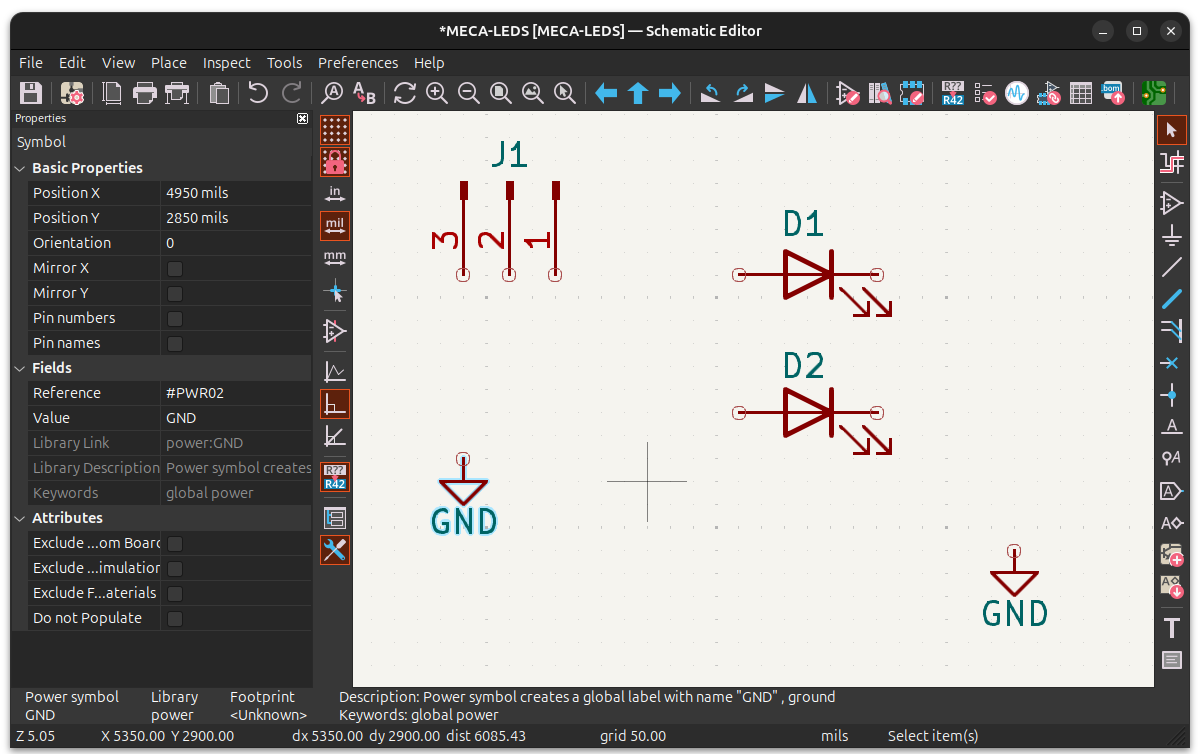 *MECA-LEDS [MECA-LEDS] — Schematic Editor
File Edit View Place Inspect Tools Preferences Help
A
A B
R??
R42
.bom
Properties
Symbol
Basic Properties
Position X 4950 mils
Position Y 2850 mils
Orientation 0
Mirror X
Mirror Y
Pin numbers
Pin names
Fields
Reference #PWR02
Value GND
Library Link power:GND
Library Description Power symbol creates
Keywords global power
Attributes
Exclude ...om Board
Exclude ...imulation
Exclude F...aterials
Do not Populate
in
mil
mm
R??
R42
J1
3 2 1
D1
D2
GND
GND
A
A
A
A
A
T
Power symbol Library Footprint Description: Power symbol creates a global label with name "GND" , ground
GND power <Unknown> Keywords: global power
Z 5.05 X 5350.00 Y 2900.00 dx 5350.00 dy 2900.00 dist 6085.43 grid 50.00 mils Select item(s)